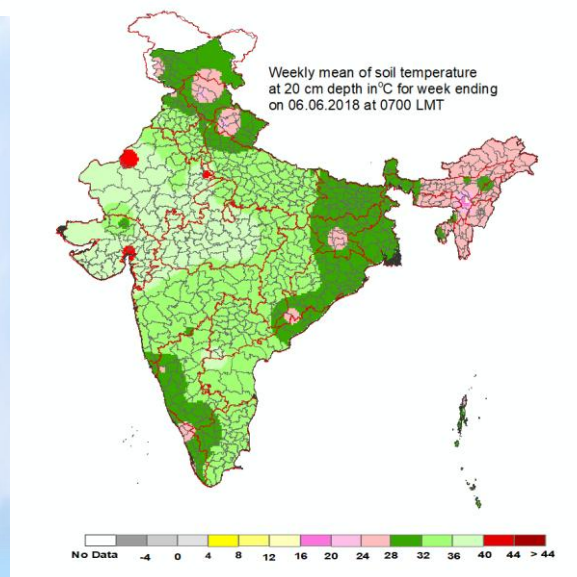 Weekly mean of soil temperature
at 20 cm depth in°C for week ending
on 06.06.2018 at 0700 LMT
No Data -4 0 4 8 12 16 20 24 28 32 36 40 44 > 44